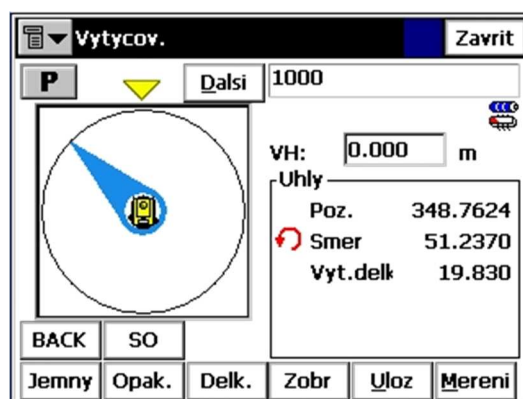 Vytycov. Zavrit
P Dalsi 1000
VH: 0.000 m
Uhly
Poz. 348.7624
Smer 51.2370
Vyt.delk 19.830
BACK SO
Jemny Opak. Delk. Zobr Uloz Mereni